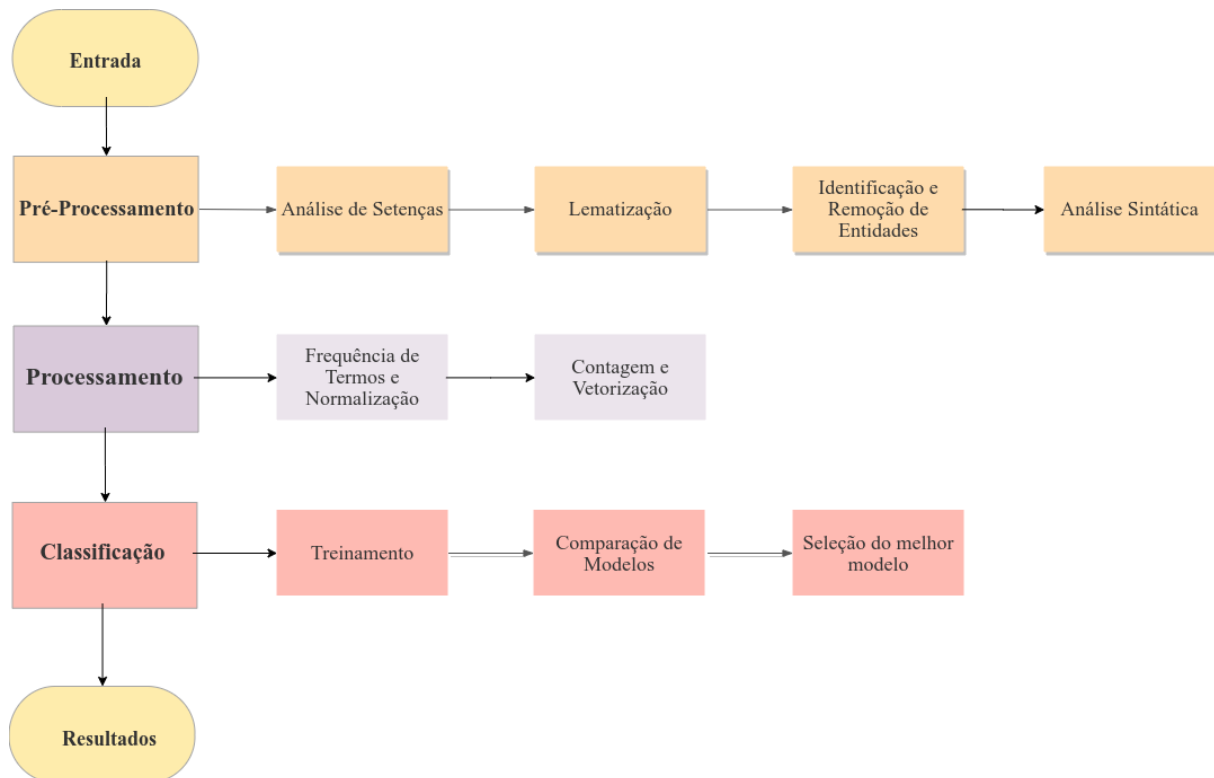 Entrada
Pré-Processamento
Análise de Setenças
Lematização
Identificação e
Remoção de
Entidades
Análise Sintática
Processamento
Frequência de
Termos e
Normalização
Contagem e
Vetorização
Classificação
Treinamento
Comparação de
Modelos
Seleção do melhor
modelo
Resultados